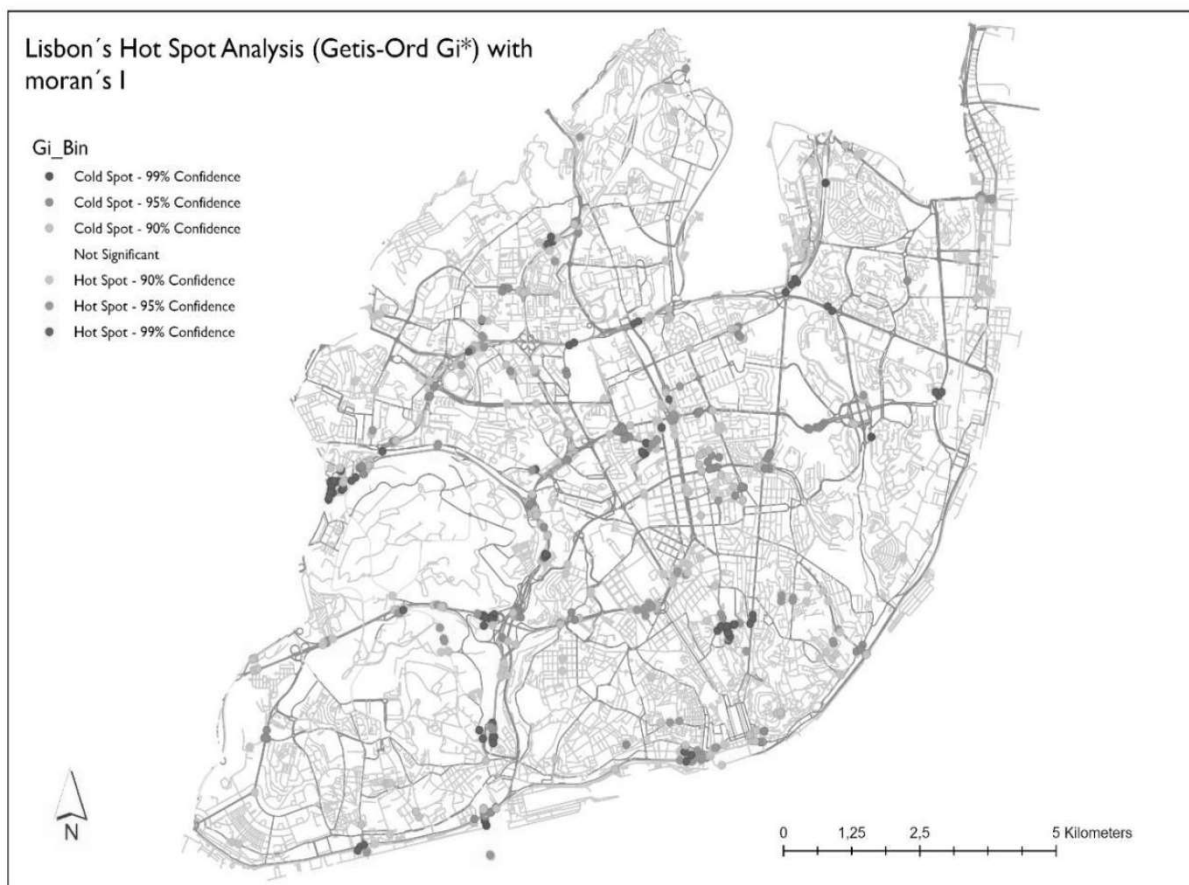 Lisbon´s Hot Spot Analysis (Getis-Ord Gi*) with
moran´s I
Gi_Bin
Cold Spot - 99% Confidence
Cold Spot - 95% Confidence
Cold Spot - 90% Confidence
Not Significant
Hot Spot - 90% Confidence
Hot Spot - 95% Confidence
Hot Spot - 99% Confidence
N
0 1,25 2,5 5 Kilometers